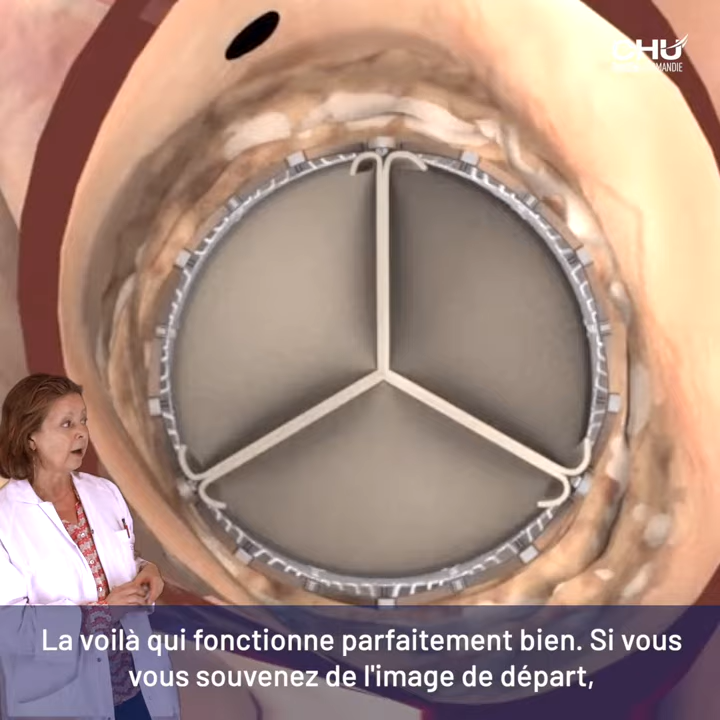 CHU
La voilà qui fonctionne parfaitement bien. Si vous
vous souvenez de l'image de départ,